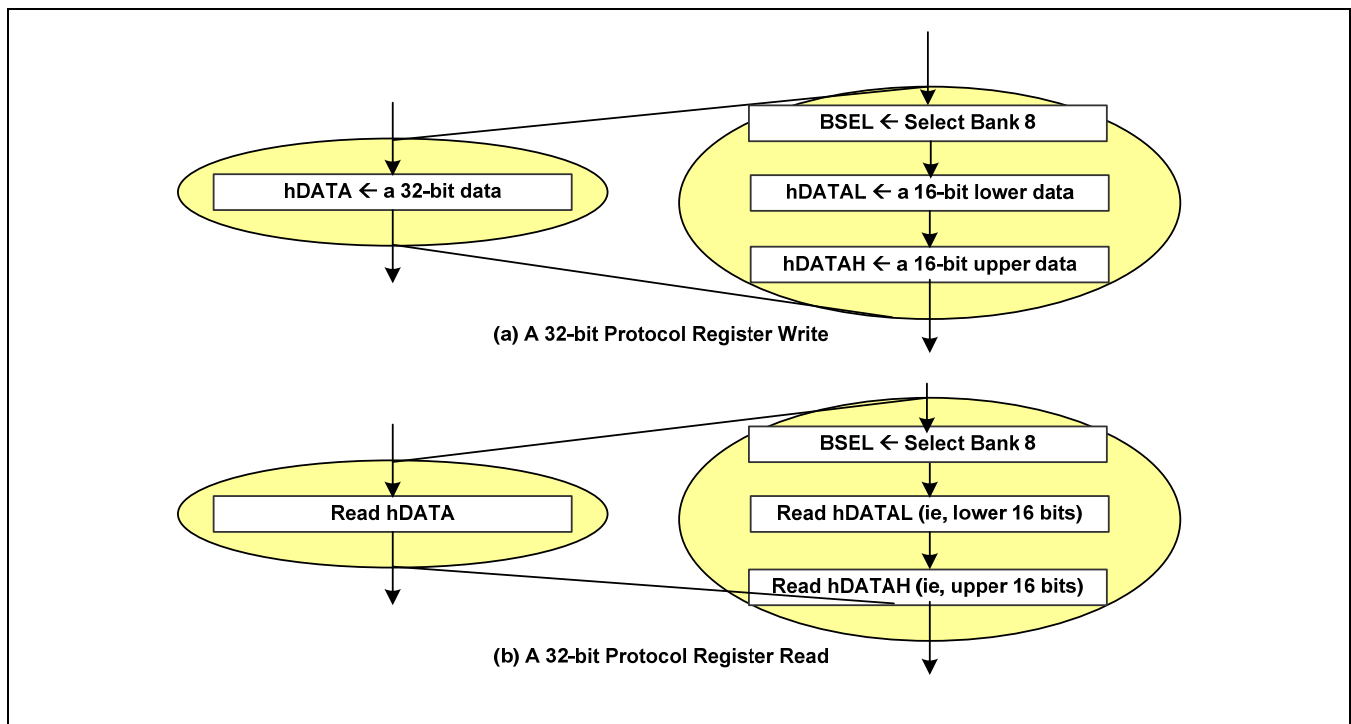 BSEL ← Select Bank 8
hDATA ← a 32-bit data
hDATAL ← a 16-bit lower data
hDATAH ← a 16-bit upper data
(a) A 32-bit Protocol Register Write
BSEL ← Select Bank 8
Read hDATA
Read hDATAL (ie, lower 16 bits)
Read hDATAH (ie, upper 16 bits)
(b) A 32-bit Protocol Register Read